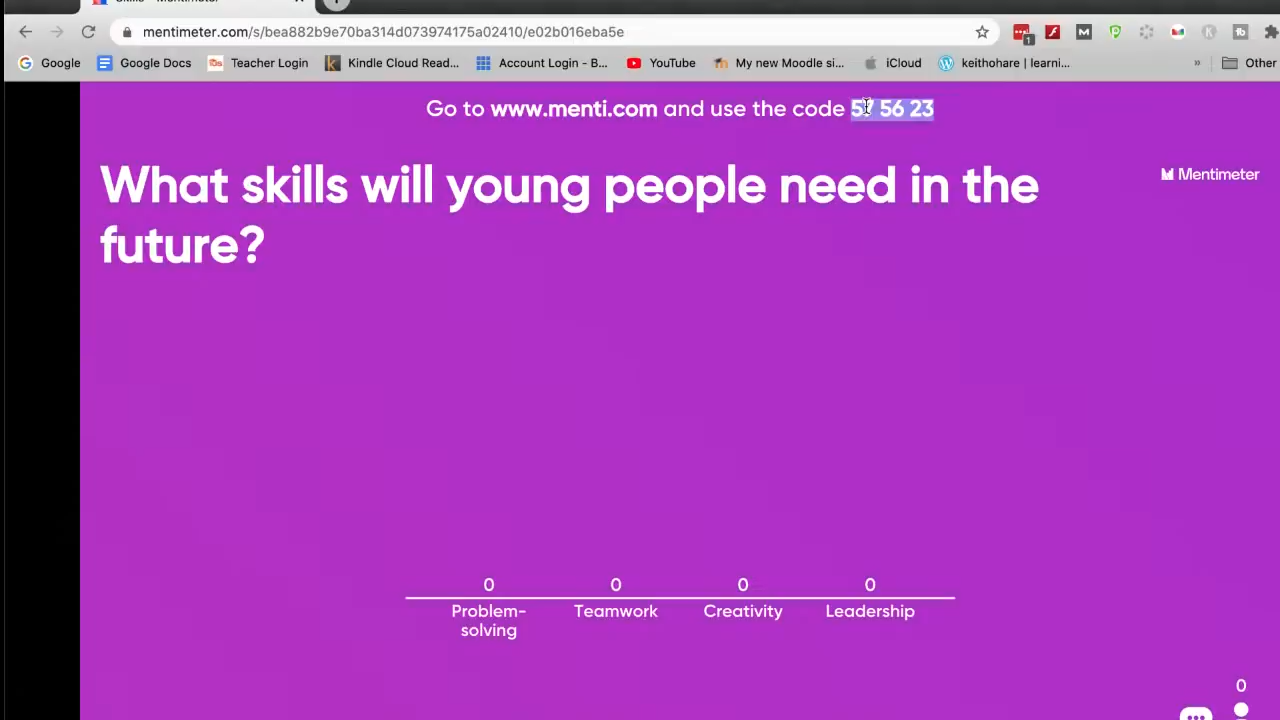 mentimeter.com/s/bea882b9e70ba314d073974175a02410/e02b016eba5e
Google Google Docs Teacher Login Kindle Cloud Read... Account Login - B... YouTube My new Moodle si... iCloud keithohare | learni... » Other
Go to www.menti.com and use the code 57 56 23
What skills will young people need in the
future?
Mentimeter
0 0 0 0
Problem-
solving
Teamwork
Creativity
Leadership
0